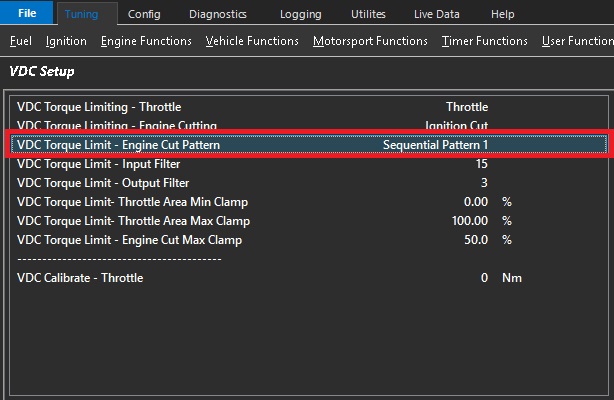 File Tuning Config Diagnostics Logging Utilites Live Data Help
Fuel Ignition Engine Functions Vehicle Functions Motorsport Functions Timer Functions User Function
VDC Setup
VDC Torque Limiting - Throttle Throttle
VDC Torque Limiting - Engine Cutting Ignition Cut
VDC Torque Limit - Engine Cut Pattern Sequential Pattern 1
VDC Torque Limit - Input Filter 15
VDC Torque Limit - Output Filter 3
VDC Torque Limit- Throttle Area Min Clamp 0.00 %
VDC Torque Limit- Throttle Area Max Clamp 100.00 %
VDC Torque Limit - Engine Cut Max Clamp 50.0 %
-----------------------------------------
VDC Calibrate - Throttle 0 Nm